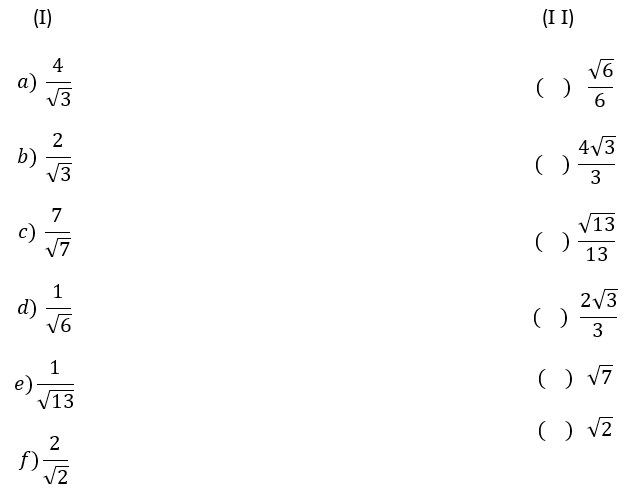 (I) (I I)
a) 4/√3 ( ) √6/6
b) 2/√3 ( ) 4√3/3
c) 7/√7 ( ) √13/13
d) 1/√6 ( ) 2√3/3
e) 1/√13 ( ) √7
f) 2/√2 ( ) √2